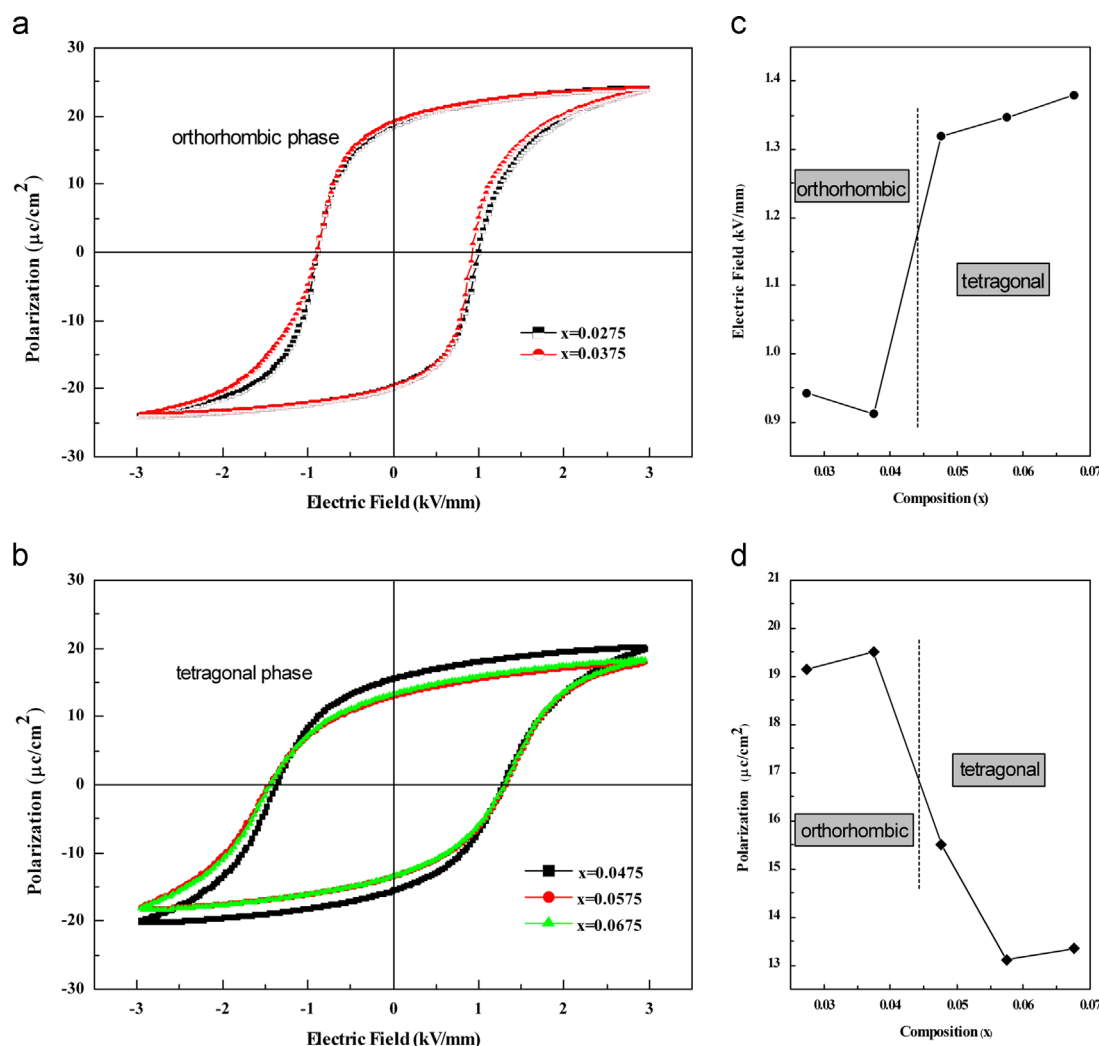 a
30
20
10
0
-10
-20
-30
Polarization (µc/cm²)
orthorhombic phase
x=0.0275
x=0.0375
-3 -2 -1 0 1 2 3
Electric Field (kV/mm)
c
1.4
1.3
1.2
1.1
1.0
0.9
Electric Field (kV/mm)
orthorhombic
tetragonal
0.03 0.04 0.05 0.06 0.07
Composition (x)
b
30
20
10
0
-10
-20
-30
Polarization (µc/cm²)
tetragonal phase
x=0.0475
x=0.0575
x=0.0675
-3 -2 -1 0 1 2 3
Electric Field (kV/mm)
d
21
20
19
18
17
16
15
14
13
Polarization (µc/cm²)
tetragonal
orthorhombic
0.03 0.04 0.05 0.06 0.07
Composition (x)